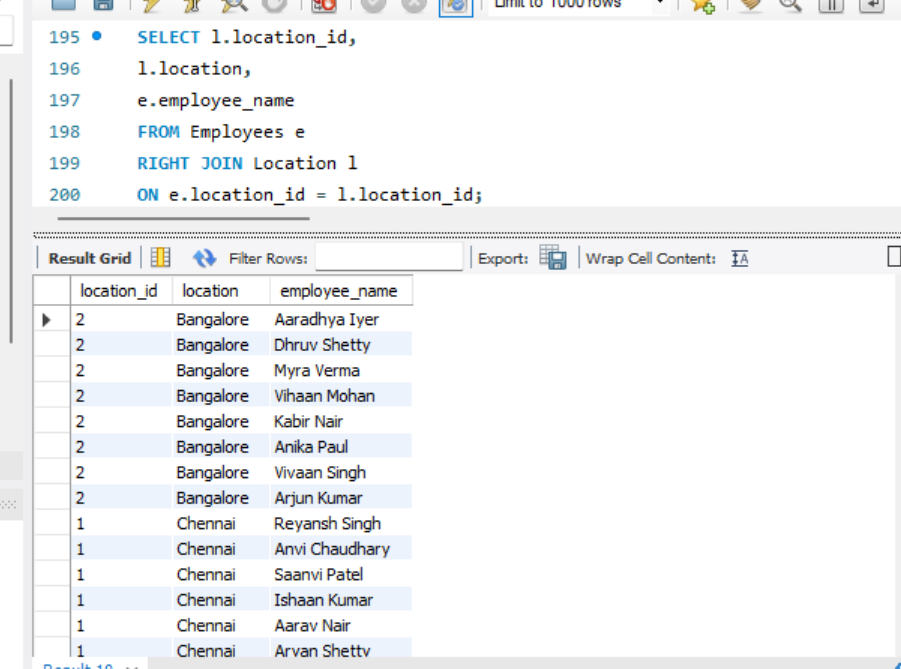 Limit to 1000 rows
195 SELECT l.location_id,
196 l.location,
197 e.employee_name
198 FROM Employees e
199 RIGHT JOIN Location l
200 ON e.location_id = l.location_id;
Result Grid Filter Rows: Export: Wrap Cell Content: IA
location_id location employee_name
2 Bangalore Aaradhya Iyer
2 Bangalore Dhruv Shetty
2 Bangalore Myra Verma
2 Bangalore Vihaan Mohan
2 Bangalore Kabir Nair
2 Bangalore Anika Paul
2 Bangalore Vivaan Singh
2 Bangalore Arjun Kumar
1 Chennai Reyansh Singh
1 Chennai Anvi Chaudhary
1 Chennai Saanvi Patel
1 Chennai Ishaan Kumar
1 Chennai Aarav Nair
1 Chennai Aryan Shetty